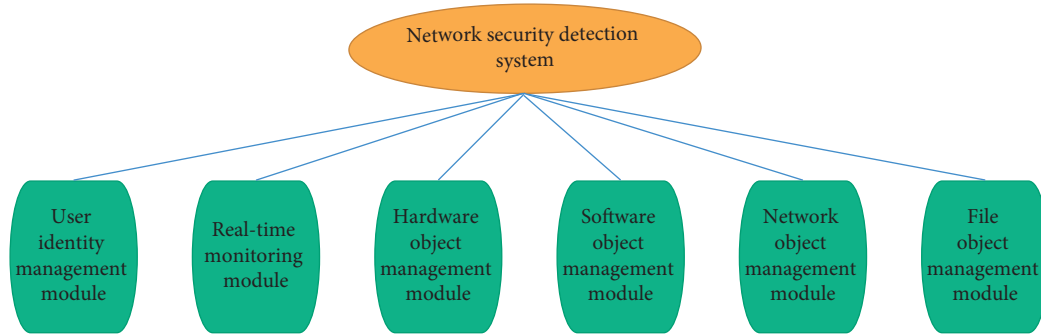 Network security detection
system
User
identity
management
module
Real-time
monitoring
module
Hardware
object
management
module
Software
object
management
module
Network
object
management
module
File
object
management
module